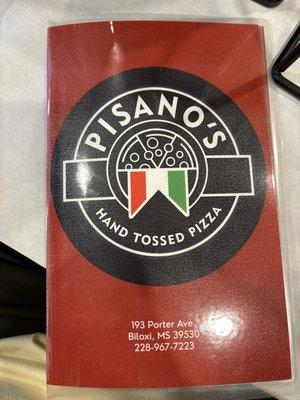 PISANO'S
HAND TOSSED PIZZA
193 Porter Ave.
Biloxi, MS 39530
228-967-7223